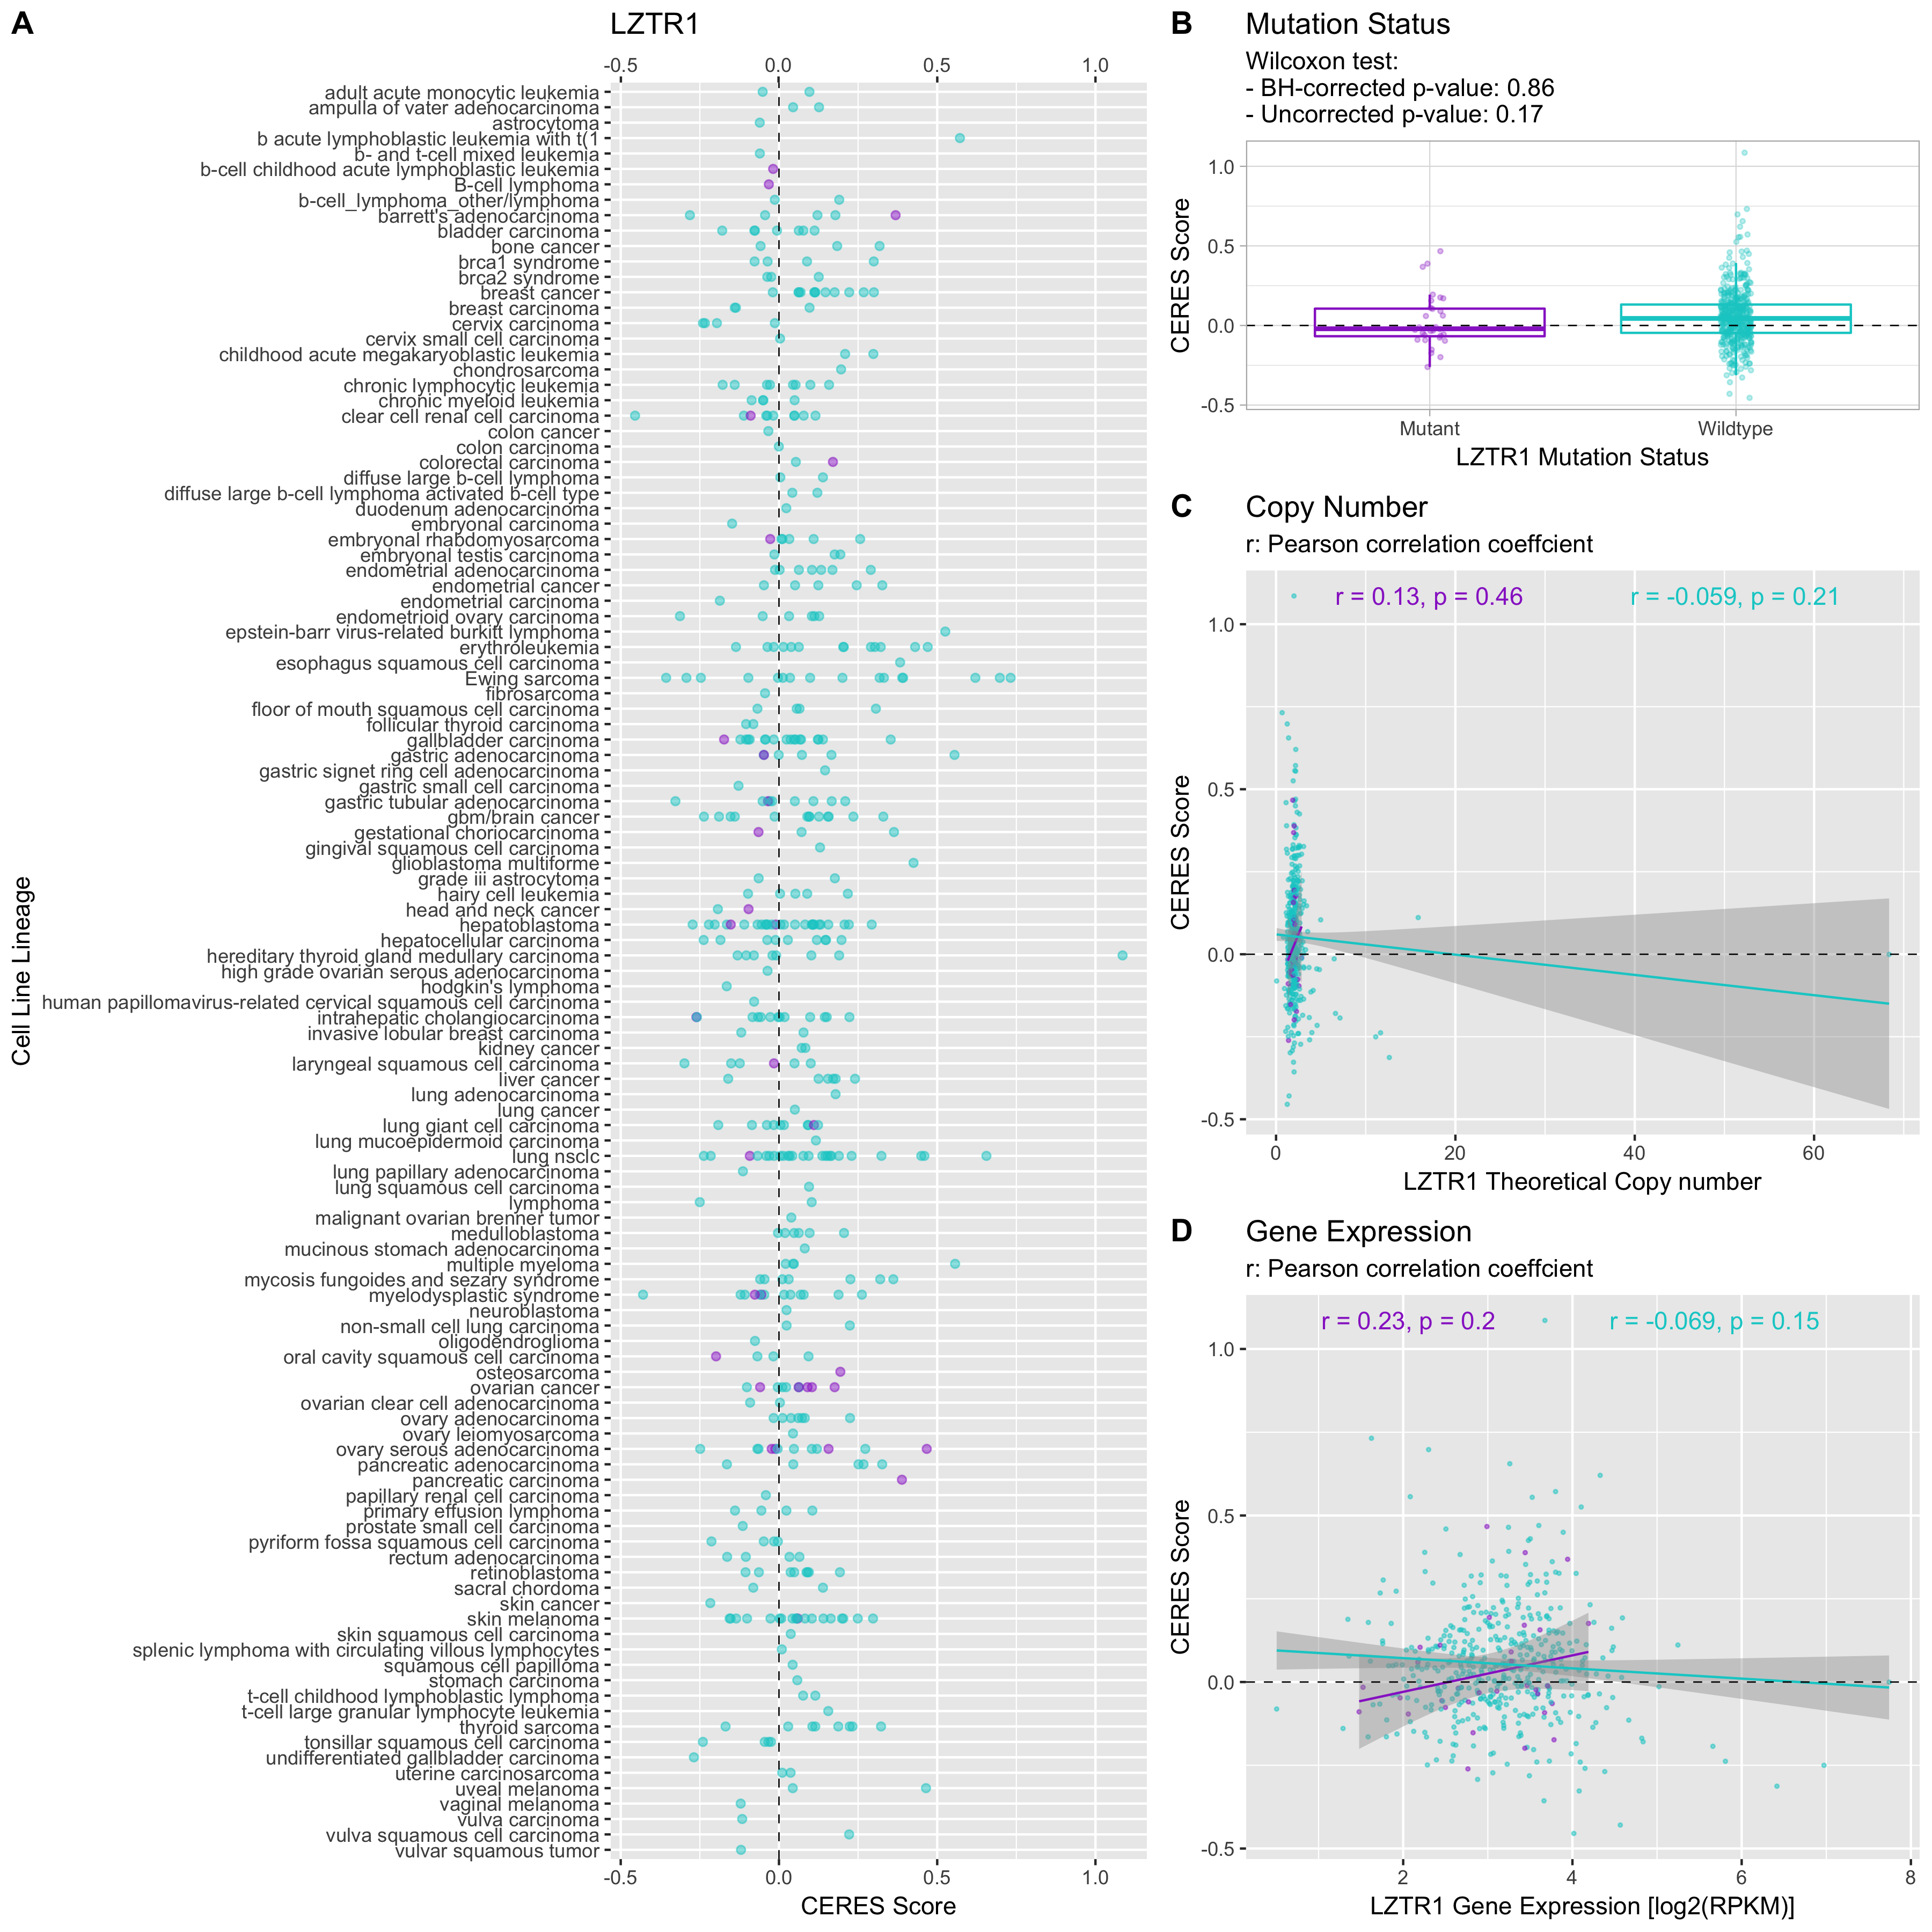 A
LZTR1
-0.5 0.0 0.5 1.0
Cell Line Lineage
adult acute monocytic leukemia
ampulla of vater adenocarcinoma
astrocytoma
b acute lymphoblastic leukemia with t(1
b- and t-cell mixed leukemia
b-cell childhood acute lymphoblastic leukemia
B-cell lymphoma
b-cell_lymphoma_other/lymphoma
barrett's adenocarcinoma
bladder carcinoma
bone cancer
brca1 syndrome
brca2 syndrome
breast cancer
breast carcinoma
cervix carcinoma
cervix small cell carcinoma
childhood acute megakaryoblastic leukemia
chondrosarcoma
chronic lymphocytic leukemia
chronic myeloid leukemia
clear cell renal cell carcinoma
colon cancer
colon carcinoma
colorectal carcinoma
diffuse large b-cell lymphoma
diffuse large b-cell lymphoma activated b-cell type
duodenum adenocarcinoma
embryonal carcinoma
embryonal rhabdomyosarcoma
embryonal testis carcinoma
endometrial adenocarcinoma
endometrial cancer
endometrial carcinoma
endometrioid ovary carcinoma
epstein-barr virus-related burkitt lymphoma
erythroleukemia
esophagus squamous cell carcinoma
Ewing sarcoma
fibrosarcoma
floor of mouth squamous cell carcinoma
follicular thyroid carcinoma
gallbladder carcinoma
gastric adenocarcinoma
gastric signet ring cell adenocarcinoma
gastric small cell carcinoma
gastric tubular adenocarcinoma
gbm/brain cancer
gestational choriocarcinoma
gingival squamous cell carcinoma
glioblastoma multiforme
grade iii astrocytoma
hairy cell leukemia
head and neck cancer
hepatoblastoma
hepatocellular carcinoma
hereditary thyroid gland medullary carcinoma
high grade ovarian serous adenocarcinoma
hodgkin's lymphoma
human papillomavirus-related cervical squamous cell carcinoma
intrahepatic cholangiocarcinoma
invasive lobular breast carcinoma
kidney cancer
laryngeal squamous cell carcinoma
liver cancer
lung adenocarcinoma
lung cancer
lung giant cell carcinoma
lung mucoepidermoid carcinoma
lung nsclc
lung papillary adenocarcinoma
lung squamous cell carcinoma
lymphoma
malignant ovarian brenner tumor
medulloblastoma
mucinous stomach adenocarcinoma
multiple myeloma
mycosis fungoides and sezary syndrome
myelodysplastic syndrome
neuroblastoma
non-small cell lung carcinoma
oligodendroglioma
oral cavity squamous cell carcinoma
osteosarcoma
ovarian cancer
ovarian clear cell adenocarcinoma
ovary adenocarcinoma
ovary leiomyosarcoma
ovary serous adenocarcinoma
pancreatic adenocarcinoma
pancreatic carcinoma
papillary renal cell carcinoma
primary effusion lymphoma
prostate small cell carcinoma
pyriform fossa squamous cell carcinoma
rectum adenocarcinoma
retinoblastoma
sacral chordoma
skin cancer
skin melanoma
skin squamous cell carcinoma
splenic lymphoma with circulating villous lymphocytes
squamous cell papilloma
stomach carcinoma
t-cell childhood lymphoblastic lymphoma
t-cell large granular lymphocyte leukemia
thyroid sarcoma
tonsillar squamous cell carcinoma
undifferentiated gallbladder carcinoma
uterine carcinosarcoma
uveal melanoma
vaginal melanoma
vulva carcinoma
vulva squamous cell carcinoma
vulvar squamous tumor
-0.5 0.0 0.5 1.0
CERES Score
B
Mutation Status
Wilcoxon test:
- BH-corrected p-value: 0.86
- Uncorrected p-value: 0.17
CERES Score
1.0
0.5
0.0
-0.5
Mutant Wildtype
LZTR1 Mutation Status
C
Copy Number
r: Pearson correlation coeffcient
r = 0.13, p = 0.46 r = -0.059, p = 0.21
CERES Score
1.0
0.5
0.0
-0.5
0 20 40 60
LZTR1 Theoretical Copy number
D
Gene Expression
r: Pearson correlation coeffcient
r = 0.23, p = 0.2 r = -0.069, p = 0.15
CERES Score
1.0
0.5
0.0
-0.5
2 4 6 8
LZTR1 Gene Expression [log2(RPKM)]